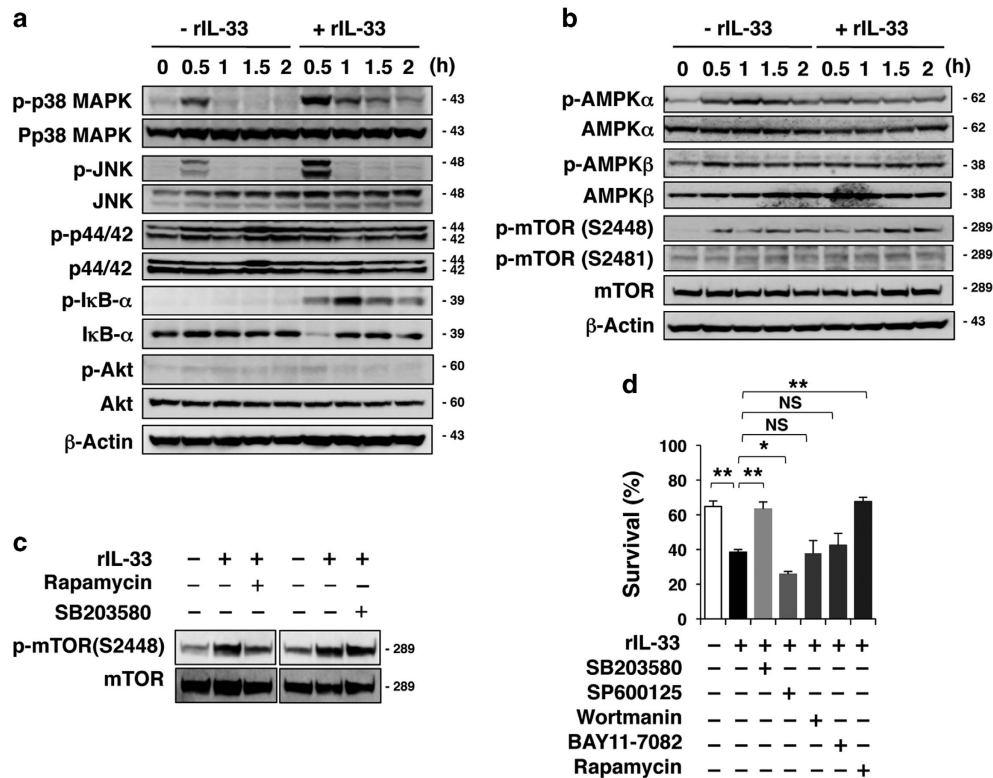 a
- rIL-33 + rIL-33
0 0.5 1 1.5 2 0.5 1 1.5 2 (h)
p-p38 MAPK - 43
Pp38 MAPK - 43
p-JNK - 48
JNK - 48
p-p44/42 - 44
- 42
p44/42 - 44
- 42
p-IκB-α - 39
IκB-α - 39
p-Akt - 60
Akt - 60
β-Actin - 43
b
- rIL-33 + rIL-33
0 0.5 1 1.5 2 0.5 1 1.5 2 (h)
p-AMPKα - 62
AMPKα - 62
p-AMPKβ - 38
AMPKβ - 38
p-mTOR (S2448) - 289
p-mTOR (S2481) - 289
mTOR - 289
β-Actin - 43
c
rIL-33 – + + – + +
Rapamycin – – + – – –
SB203580 – – – – – +
p-mTOR(S2448) - 289
mTOR - 289
d
**
NS
NS
*
** **
Survival (%)
100
80
60
40
20
0
rIL-33 – + + + + + +
SB203580 – – + – – – –
SP600125 – – – + – – –
Wortmanin – – – – + – –
BAY11-7082 – – – – – + –
Rapamycin – – – – – – +